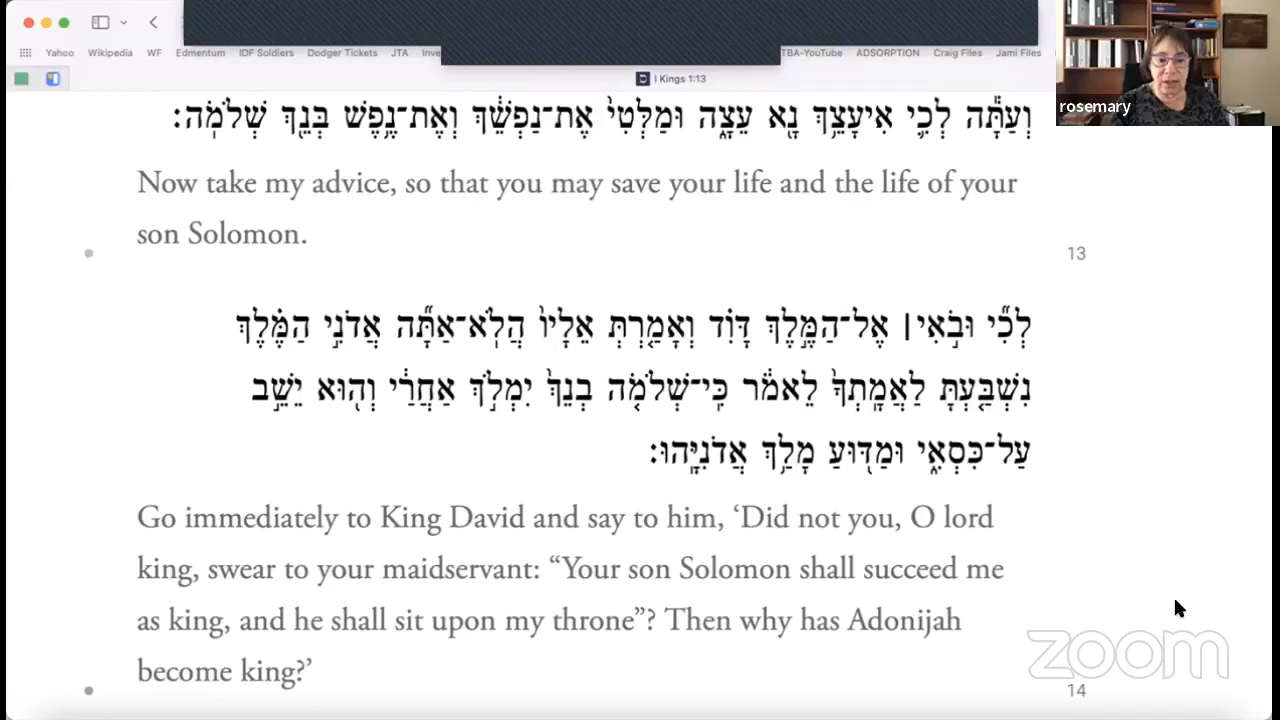 Yahoo Wikipedia WF Edmentum IDF Soldiers Dodger Tickets JTA TBA-YouTube ADSORPTION Craig Files Jami Files
I Kings 1:13
rosemary
וְעַתָּ֕ה לְכִ֛י אִיעָצֵ֥ךְ נָ֖א עֵצָ֑ה וּמַלְּטִי֙ אֶת־נַפְשֵׁ֔ךְ וְאֶת־נֶ֥פֶשׁ בְּנֵ֖ךְ שְׁלֹמֹֽה׃
Now take my advice, so that you may save your life and the life of your
son Solomon.
13
לְכִ֞י וּבֹ֣אִי ׀ אֶל־הַמֶּ֣לֶךְ דָּוִ֗ד וְאָמַ֤רְתְּ אֵלָיו֙ הֲלֹֽא־אַתָּ֞ה אֲדֹנִ֣י הַמֶּ֗לֶךְ
נִשְׁבַּ֤עְתָּ לַאֲמָֽתְךָ֙ לֵאמֹ֔ר כִּֽי־שְׁלֹמֹ֤ה בְנֵךְ֙ יִמְלֹ֣ךְ אַחֲרַ֔י וְה֖וּא יֵשֵׁ֣ב
עַל־כִּסְאִ֑י וּמַדּ֖וּעַ מָלַ֥ךְ אֲדֹנִיָּֽהוּ׃
Go immediately to King David and say to him, ‘Did not you, O lord
king, swear to your maidservant: “Your son Solomon shall succeed me
as king, and he shall sit upon my throne”? Then why has Adonijah
become king?’
14
zoom